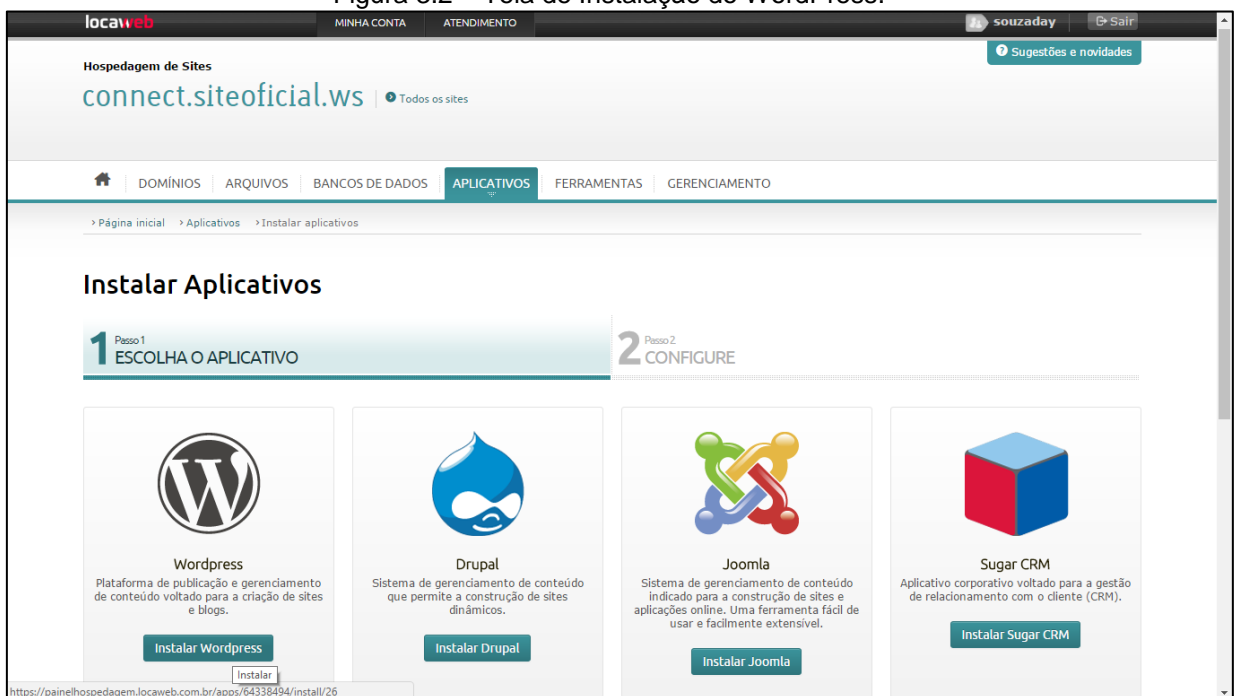 Figura 3.2 – Tela de instalação do WordPress.
locaweb
MINHA CONTA
ATENDIMENTO
souzaday
Sair
Sugestões e novidades
Hospedagem de Sites
connect.siteoficial.ws
Todos os sites
DOMÍNIOS
ARQUIVOS
BANCOS DE DADOS
APLICATIVOS
FERRAMENTAS
GERENCIAMENTO
> Página inicial > Aplicativos > Instalar aplicativos
Instalar Aplicativos
1
Passo 1
ESCOLHA O APLICATIVO
2
Passo 2
CONFIGURE
Wordpress
Plataforma de publicação e gerenciamento
de conteúdo voltado para a criação de sites
e blogs.
Instalar Wordpress
Instalar
Drupal
Sistema de gerenciamento de conteúdo
que permite a construção de sites
dinâmicos.
Instalar Drupal
Joomla
Sistema de gerenciamento de conteúdo
indicado para a construção de sites e
aplicações online. Uma ferramenta fácil de
usar e facilmente extensível.
Instalar Joomla
Sugar CRM
Aplicativo corporativo voltado para a gestão
de relacionamento com o cliente (CRM).
Instalar Sugar CRM
https://painelhospedagem.locaweb.com.br/apps/64338494/install/26